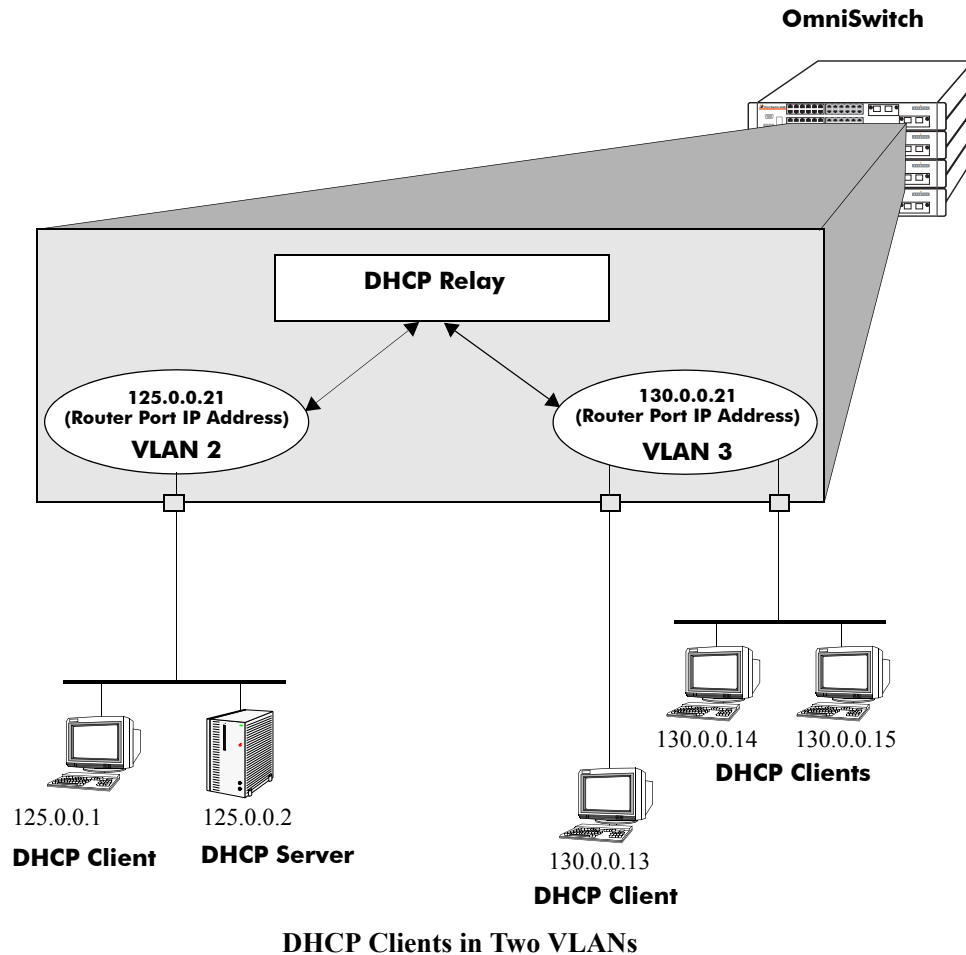 OmniSwitch
DHCP Relay
125.0.0.21
(Router Port IP Address)
VLAN 2
130.0.0.21
(Router Port IP Address)
VLAN 3
130.0.0.14 130.0.0.15
DHCP Clients
125.0.0.1 125.0.0.2
DHCP Client DHCP Server
130.0.0.13
DHCP Client
DHCP Clients in Two VLANs